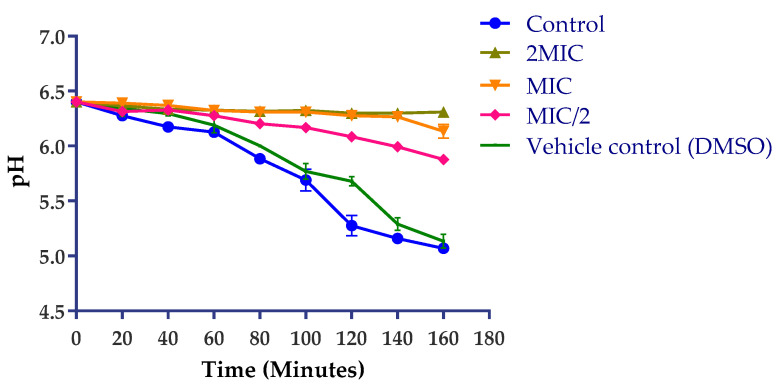 Control
2MIC
MIC
MIC/2
Vehicle control (DMSO)
7.0
6.5
6.0
5.5
5.0
4.5
pH
0 20 40 60 80 100 120 140 160 180
Time (Minutes)